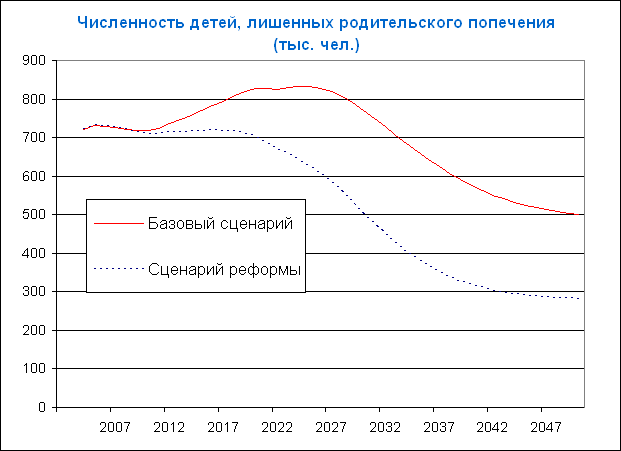 Численность детей, лишенных родительского попечения
(тыс. чел.)
900
800
700
600
500
400
300
200
100
0
Базовый сценарий
Сценарий реформы
2007 2012 2017 2022 2027 2032 2037 2042 2047